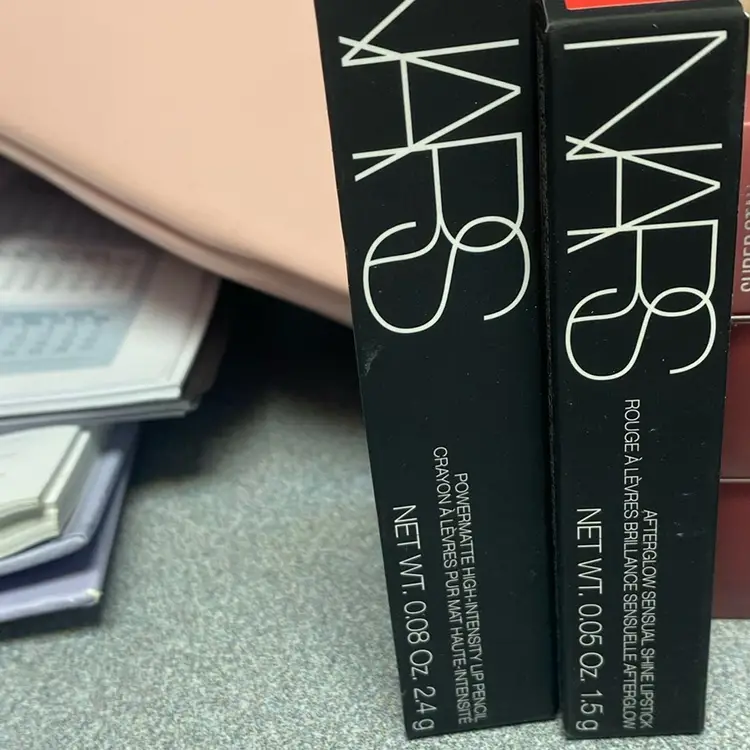 NARS
POWERMATTE HIGH-INTENSITY LIP PENCIL
CRAYON À LÈVRES PUR MAT HAUTE-INTENSITÉ
NET WT. 0.08 Oz. 2.4 g
NARS
AFTERGLOW SENSUAL SHINE LIPSTICK
ROUGE À LÈVRES BRILLANCE SENSUELLE AFTERGLOW
NET WT. 0.05 Oz. 1.5 g